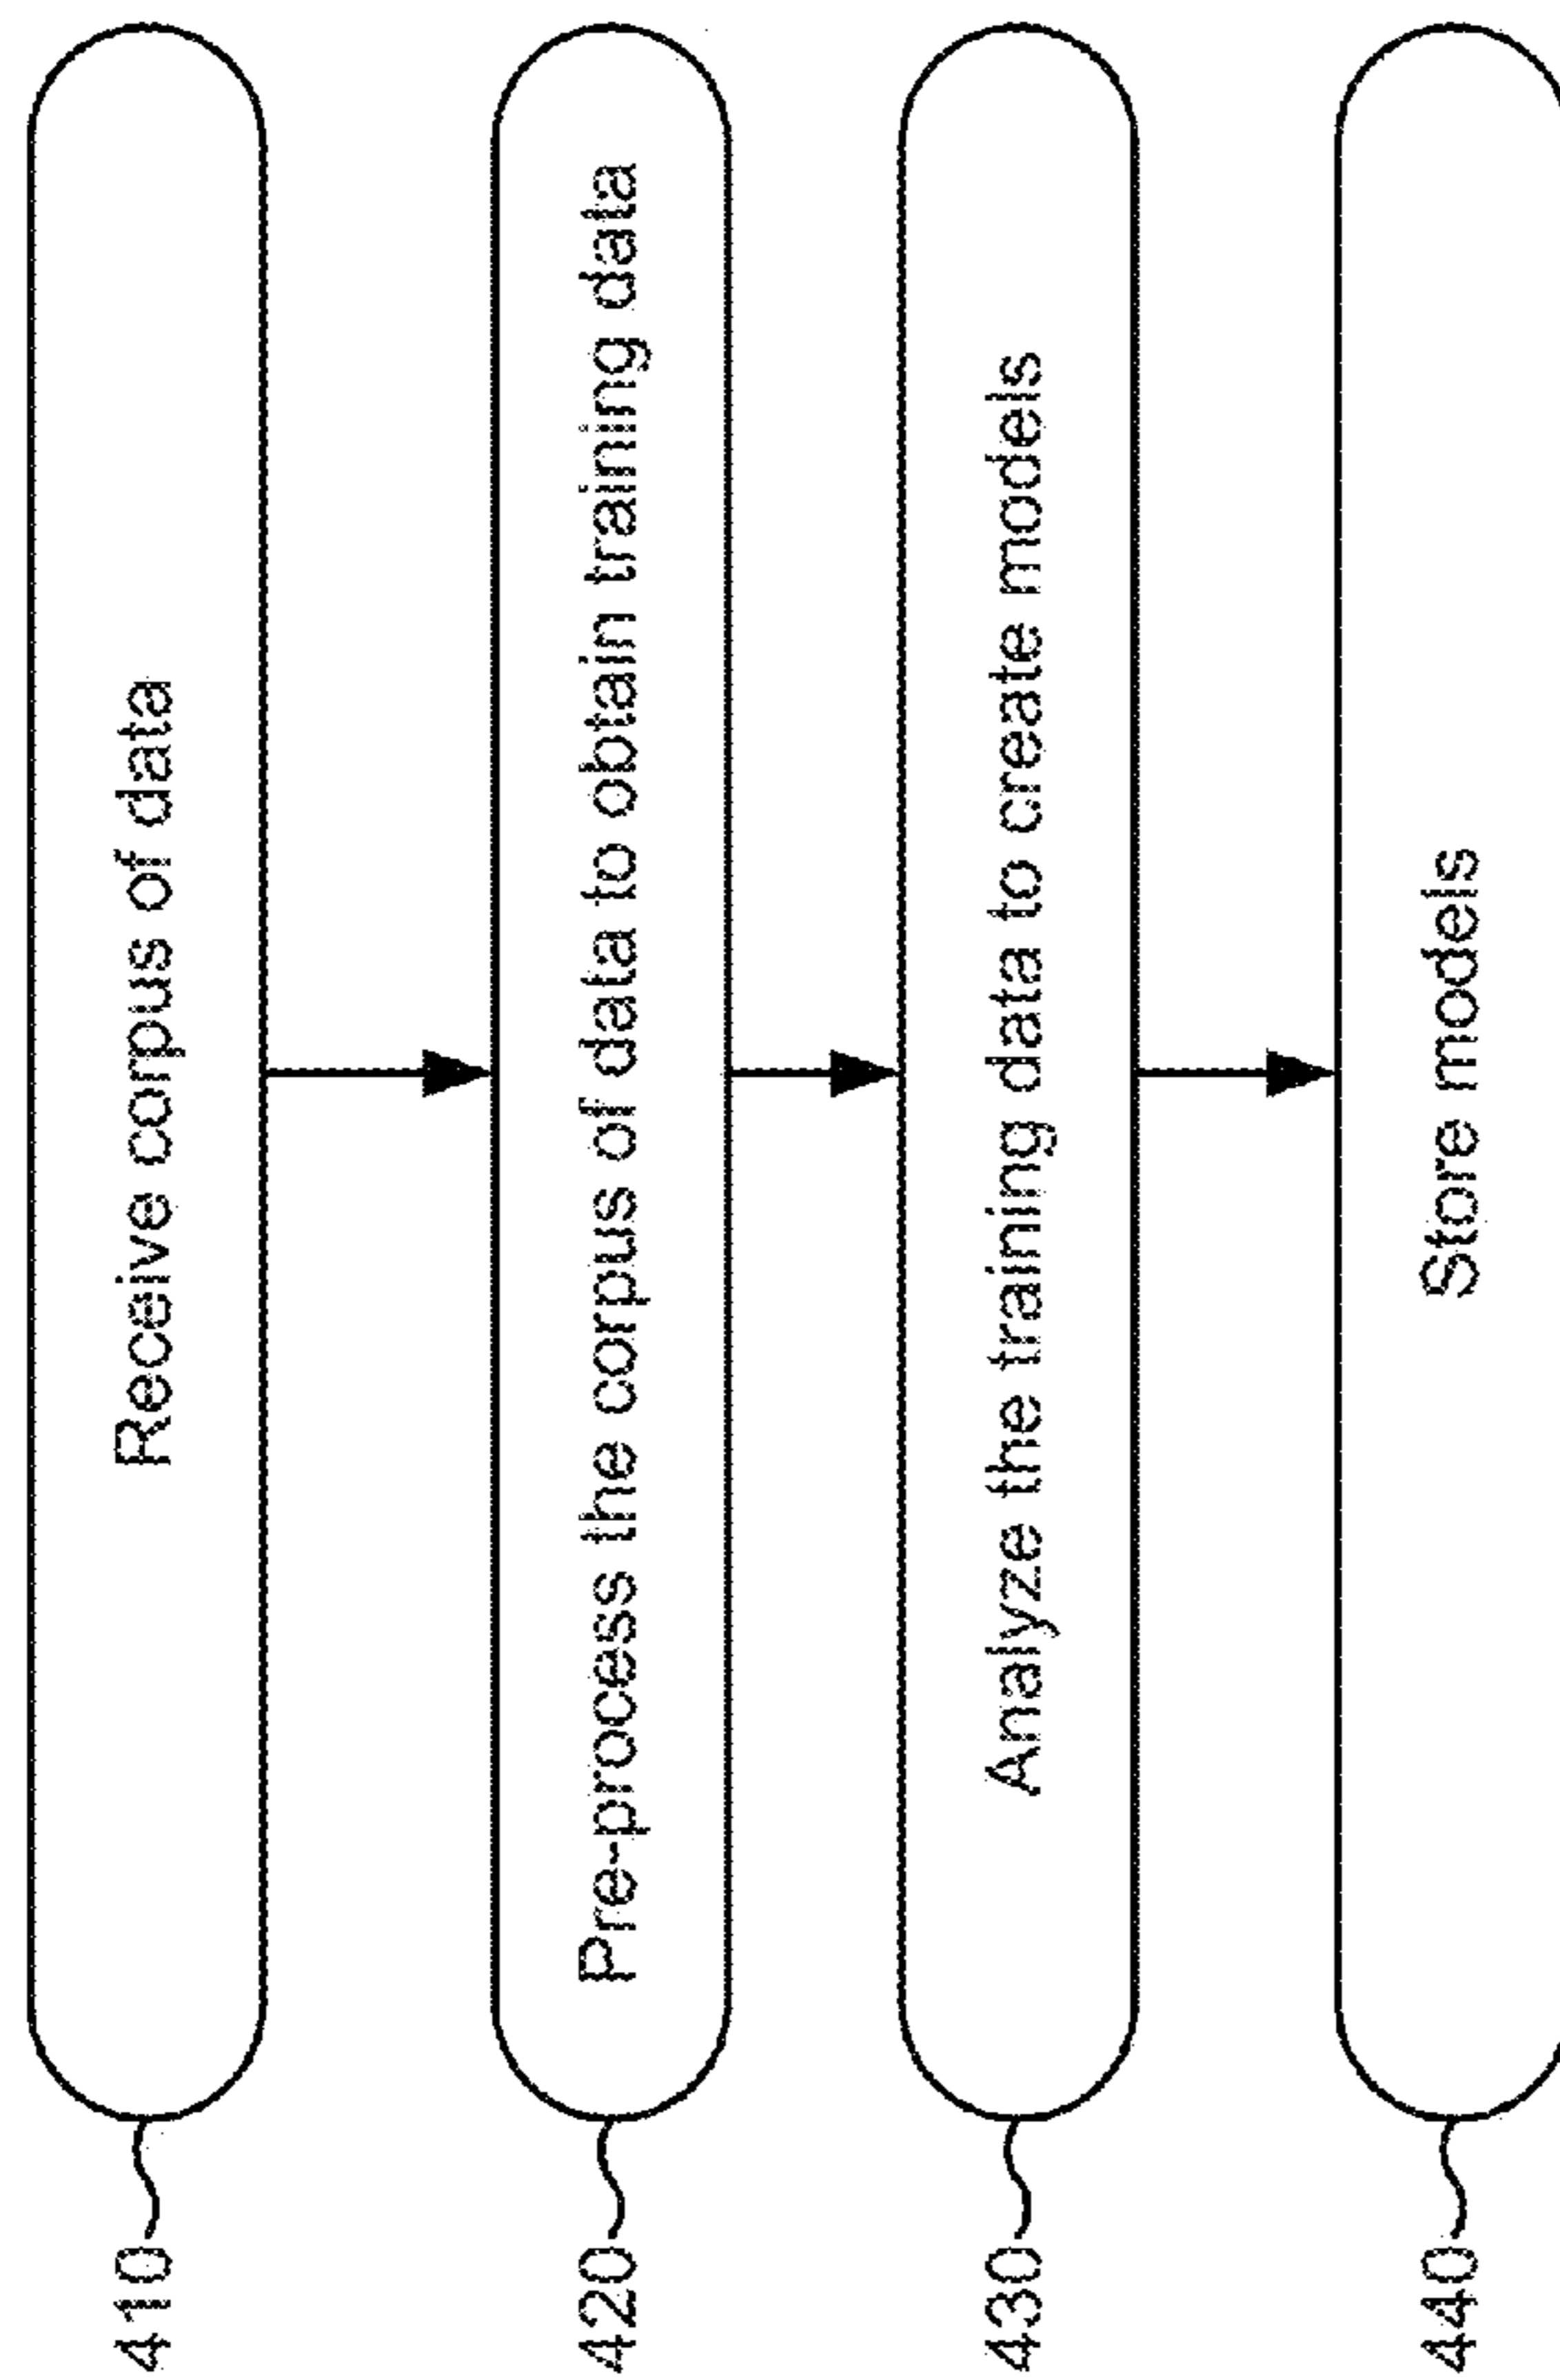 410
Receive corpus of data
420
Pre-process the corpus of data to obtain training data
430
Analyze the training data to create models
440
Store models